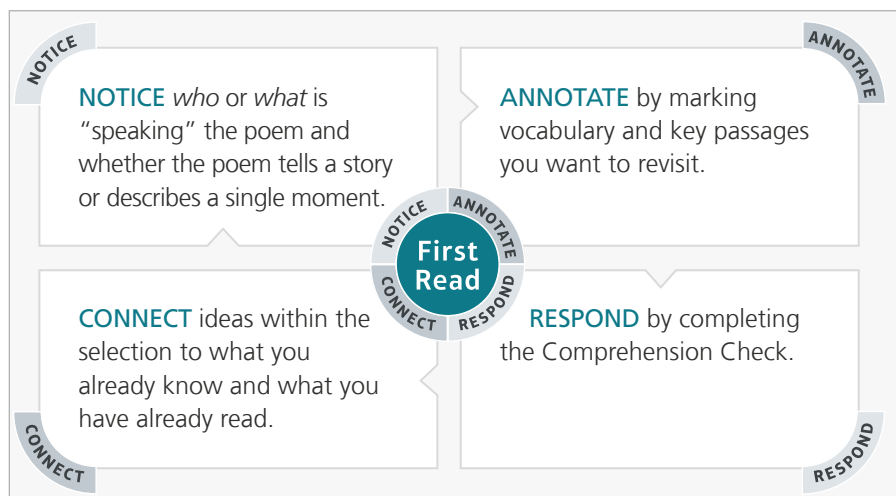 NOTICE
NOTICE who or what is
“speaking” the poem and
whether the poem tells a story
or describes a single moment.
ANNOTATE
ANNOTATE by marking
vocabulary and key passages
you want to revisit.
NOTICE
ANNOTATE
First
Read
CONNECT
RESPOND
CONNECT ideas within the
selection to what you
already know and what you
have already read.
CONNECT
RESPOND by completing
the Comprehension Check.
RESPOND